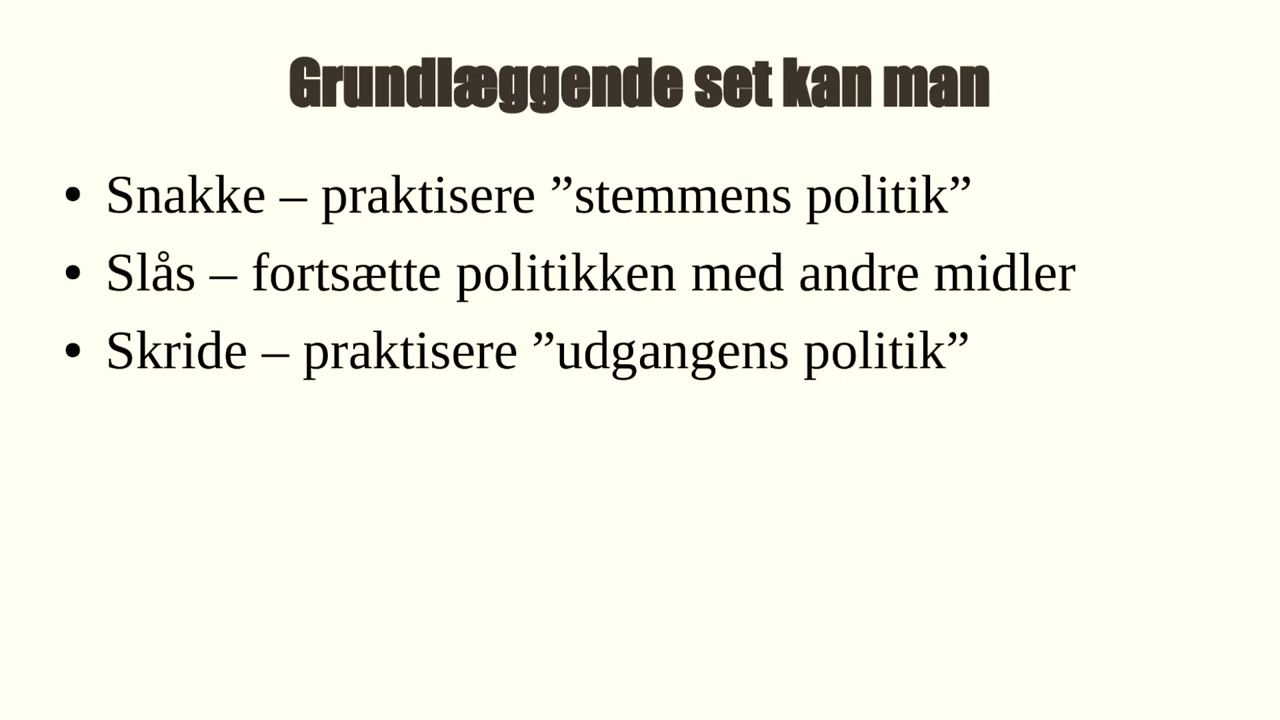 Grundlæggende set kan man
• Snakke – praktisere ”stemmens politik”
• Slås – fortsætte politikken med andre midler
• Skride – praktisere ”udgangens politik”